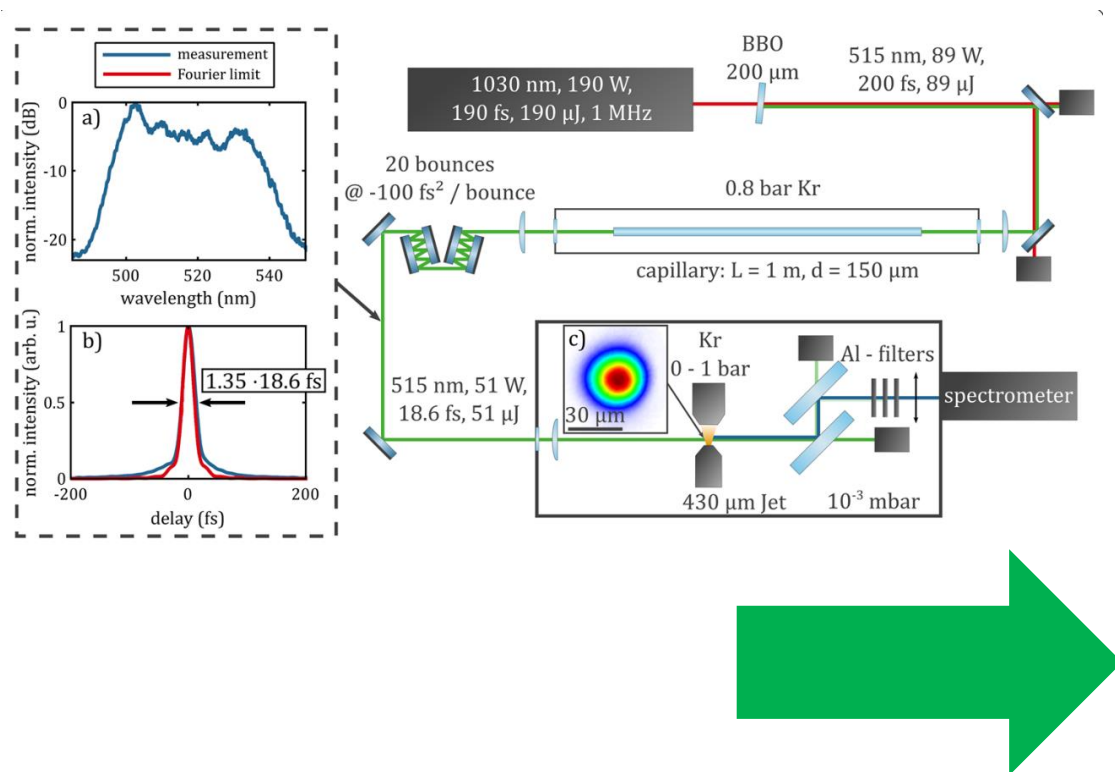 measurement
Fourier limit
a)
norm. intensity (dB)
0
-10
-20
500
520
540
wavelength (nm)
b)
norm. intensity (arb. u.)
1
0.5
0
1.35 ·18.6 fs
-200
0
200
delay (fs)
1030 nm, 190 W,
190 fs, 190 µJ, 1 MHz
BBO
200 µm
515 nm, 89 W,
200 fs, 89 µJ
20 bounces
@ -100 fs² / bounce
0.8 bar Kr
capillary: L = 1 m, d = 150 µm
515 nm, 51 W,
18.6 fs, 51 µJ
c)
30 µm
Kr
0 - 1 bar
430 µm Jet
Al - filters
10⁻³ mbar
spectrometer